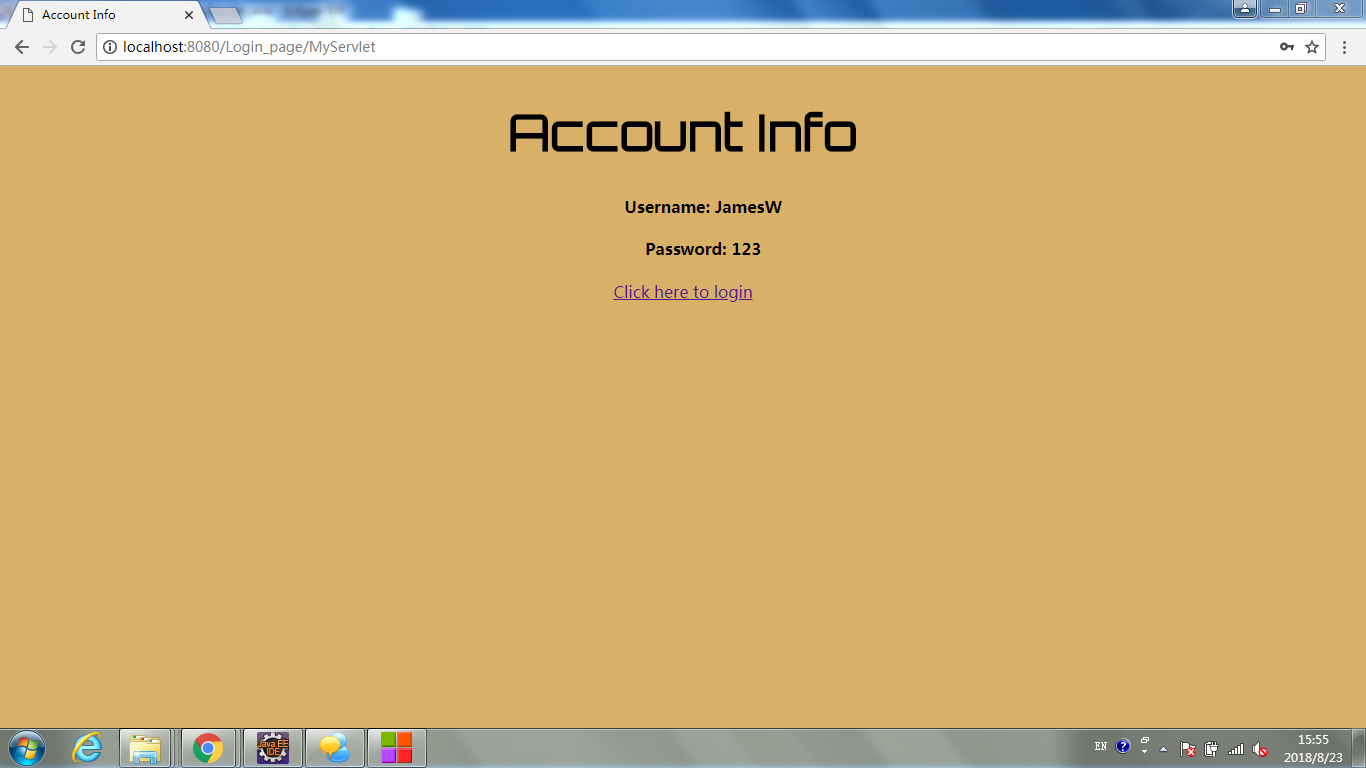 Account Info
localhost:8080/Login_page/MyServlet
Account Info
Username: JamesW
Password: 123
Click here to login
Java EE
IDE
EN
15:55
2018/8/23